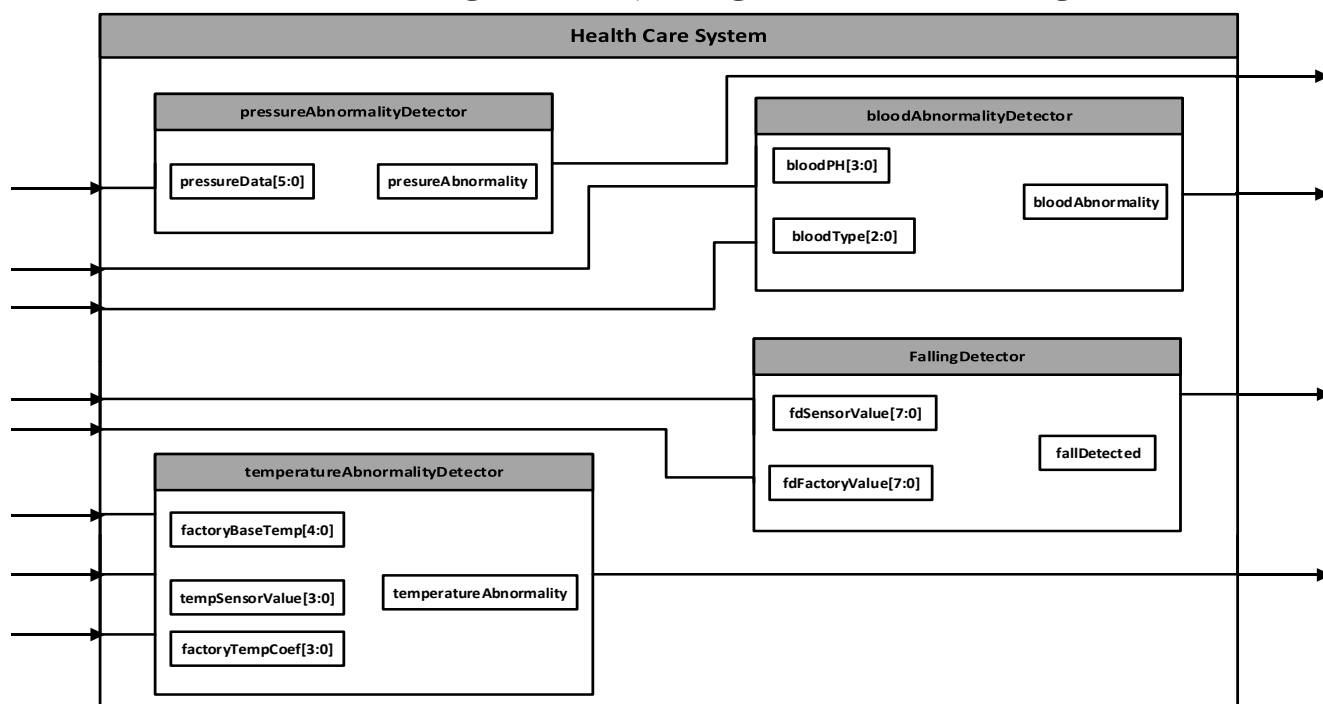 Health Care System
pressureAbnormalityDetector
pressureData[5:0]
presureAbnormality
bloodAbnormalityDetector
bloodPH[3:0]
bloodAbnormality
bloodType[2:0]
FallingDetector
fdSensorValue[7:0]
fallDetected
fdFactoryValue[7:0]
temperatureAbnormalityDetector
factoryBaseTemp[4:0]
temperatureAbnormality
tempSensorValue[3:0]
factoryTempCoef[3:0]